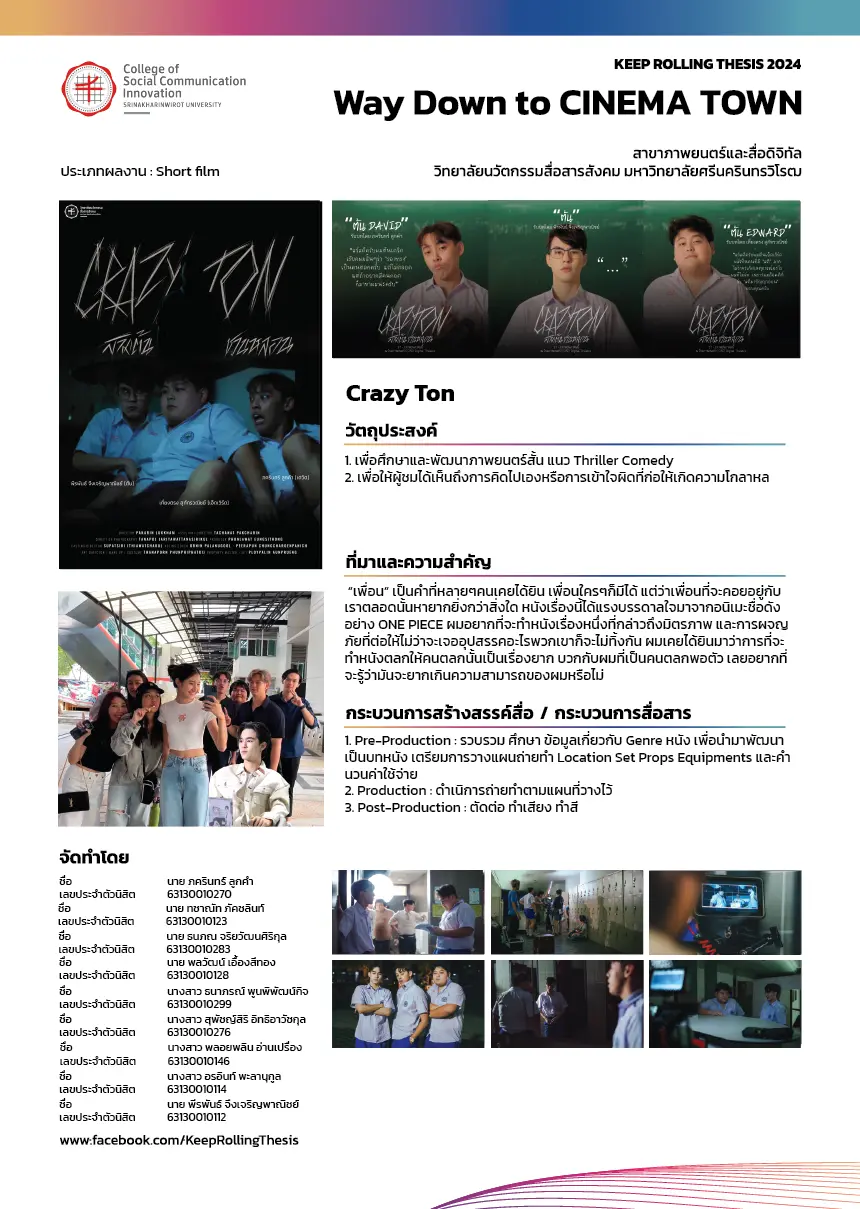 College of
Social Communication
Innovation
SRINAKHARINWIROT UNIVERSITY
KEEP ROLLING THESIS 2024
Way Down to CINEMA TOWN
สาขาภาพยนตร์และสื่อดิจิทัล
ประเภทผลงาน : Short film
วิทยาลัยนวัตกรรมสื่อสารสังคม มหาวิทยาลัยศรีนครินทรวิโรฒ
CRAZY TON
พีรพันธ์ จึงเจริญพาณิชย์ (ตัน)
ภครินทร์ ลูกคำ (เดวิด)
"ตัน DAVID"
"ตัน"
"..."
"ตัน EDWARD"
CRAZYTON
CRAZYTON
CRAZYTON
Crazy Ton
วัตถุประสงค์
1. เพื่อศึกษาและพัฒนาภาพยนตร์สั้น แนว Thriller Comedy
2. เพื่อให้ผู้ชมได้เห็นถึงการคิดไปเองหรือการเข้าใจผิดที่ก่อให้เกิดความโกลาหล
ที่มาและความสำคัญ
"เพื่อน" เป็นคำที่หลายๆคนเคยได้ยิน เพื่อนใครๆก็มีได้ แต่ว่าเพื่อนที่จะคอยอยู่กับ
เราตลอดนั้นหายากยิ่งกว่าสิ่งใด หนังเรื่องนี้ได้แรงบรรดาลใจมาจากอนิเมะชื่อดัง
อย่าง ONE PIECE ผมอยากที่จะทำหนังเรื่องหนึ่งที่กล่าวถึงมิตรภาพ และการผจญ
ภัยที่ต่อให้ไม่ว่าจะเจออุปสรรคอะไรพวกเขาก็จะไม่ทิ้งกัน ผมเคยได้ยินมาว่าการที่จะ
ทำหนังตลกให้คนตลกนั้นเป็นเรื่องยาก บวกกับผมที่เป็นคนตลกพอตัว เลยอยากที่
จะรู้ว่ามันจะยากเกินความสามารถของผมหรือไม่
กระบวนการสร้างสรรค์สื่อ / กระบวนการสื่อสาร
1. Pre-Production : รวบรวม ศึกษา ข้อมูลเกี่ยวกับ Genre หนัง เพื่อนำมาพัฒนา
เป็นบทหนัง เตรียมการวางแผนถ่ายทำ Location Set Props Equipments และคำ
นวนค่าใช้จ่าย
2. Production : ดำเนิการถ่ายทำตามแผนที่วางไว้
3. Post-Production : ตัดต่อ ทำเสียง ทำสี
จัดทำโดย
ชื่อ นาย ภครินทร์ ลูกคำ
เลขประจำตัวนิสิต 63130010270
ชื่อ นาย ทชาณัท ภัคชลินท์
เลขประจำตัวนิสิต 63130010123
ชื่อ นาย ธนภณ จริยวัฒนศิริกุล
เลขประจำตัวนิสิต 63130010283
ชื่อ นาย พลวัฒน์ เอื้องสีทอง
เลขประจำตัวนิสิต 63130010128
ชื่อ นางสาว ธนาภรณ์ พูนพิพัฒน์กิจ
เลขประจำตัวนิสิต 63130010299
ชื่อ นางสาว สุพัชญ์สิริ อิทธิอาวัชกุล
เลขประจำตัวนิสิต 63130010276
ชื่อ นางสาว พลอยพลิน อ่านเปรื่อง
เลขประจำตัวนิสิต 63130010146
ชื่อ นางสาว อรอินท์ พะลานุกูล
เลขประจำตัวนิสิต 63130010114
ชื่อ นาย พีรพันธ์ จึงเจริญพาณิชย์
เลขประจำตัวนิสิต 63130010112
www.facebook.com/KeepRollingThesis